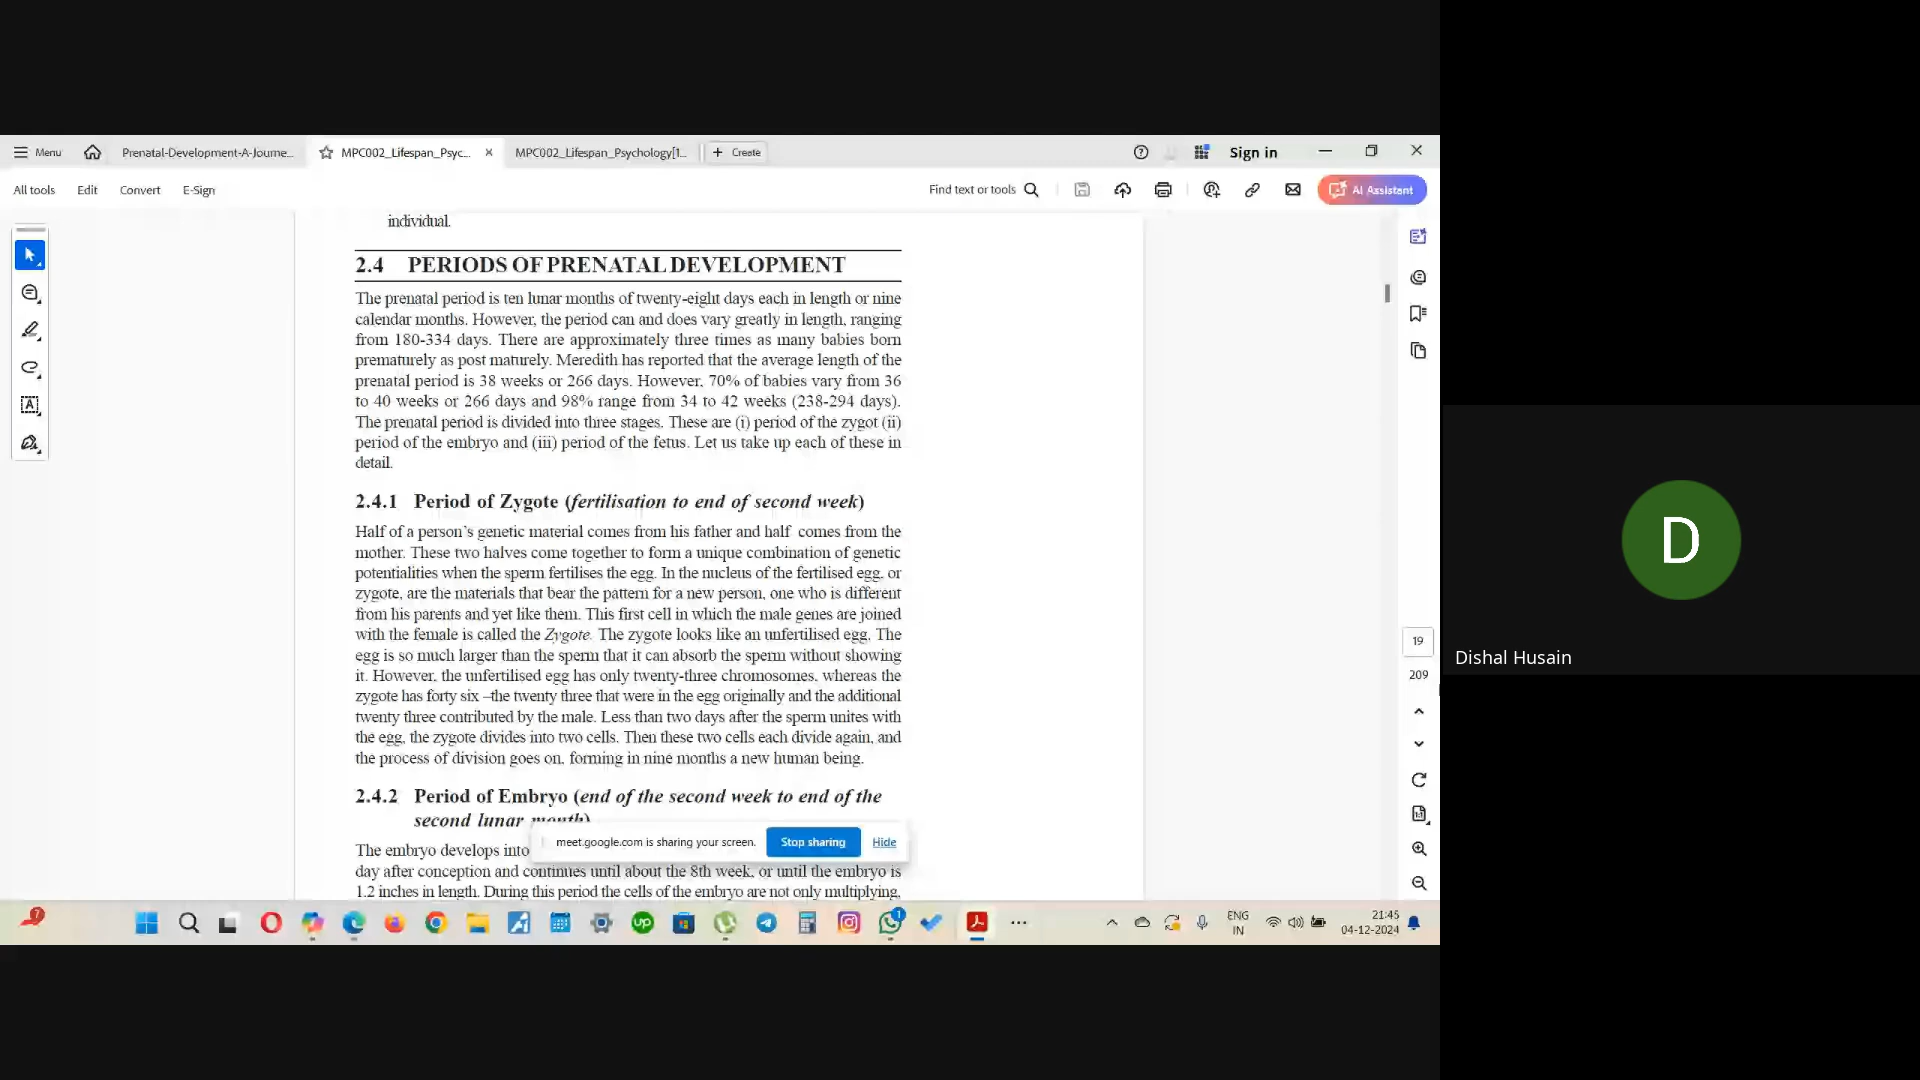 Menu
Prenatal-Development-A-Journe...
MPC002_Lifespan_Psyc...
MPC002_Lifespan_Psychology[1...
+ Create
Sign in
All tools
Edit
Convert
E-Sign
Find text or tools
AI Assistant
individual.
2.4 PERIODS OF PRENATAL DEVELOPMENT
The prenatal period is ten lunar months of twenty-eight days each in length or nine
calendar months. However, the period can and does vary greatly in length, ranging
from 180-334 days. There are approximately three times as many babies born
prematurely as post maturely. Meredith has reported that the average length of the
prenatal period is 38 weeks or 266 days. However, 70% of babies vary from 36
to 40 weeks or 266 days and 98% range from 34 to 42 weeks (238-294 days).
The prenatal period is divided into three stages. These are (i) period of the zygot (ii)
period of the embryo and (iii) period of the fetus. Let us take up each of these in
detail.
2.4.1 Period of Zygote (fertilisation to end of second week)
Half of a person's genetic material comes from his father and half comes from the
mother. These two halves come together to form a unique combination of genetic
potentialities when the sperm fertilises the egg. In the nucleus of the fertilised egg, or
zygote, are the materials that bear the pattern for a new person, one who is different
from his parents and yet like them. This first cell in which the male genes are joined
with the female is called the Zygote. The zygote looks like an unfertilised egg. The
egg is so much larger than the sperm that it can absorb the sperm without showing
it. However, the unfertilised egg has only twenty-three chromosomes, whereas the
zygote has forty six –the twenty three that were in the egg originally and the additional
twenty three contributed by the male. Less than two days after the sperm unites with
the egg, the zygote divides into two cells. Then these two cells each divide again, and
the process of division goes on, forming in nine months a new human being.
2.4.2 Period of Embryo (end of the second week to end of the
second lunar month)
The embryo develops into
day after conception and continues until about the 8th week, or until the embryo is
1.2 inches in length. During this period the cells of the embryo are not only multiplying,
meet.google.com is sharing your screen.
Stop sharing
Hide
19
209
7
up
1
ENG
IN
21:45
04-12-2024
D
Dishal Husain